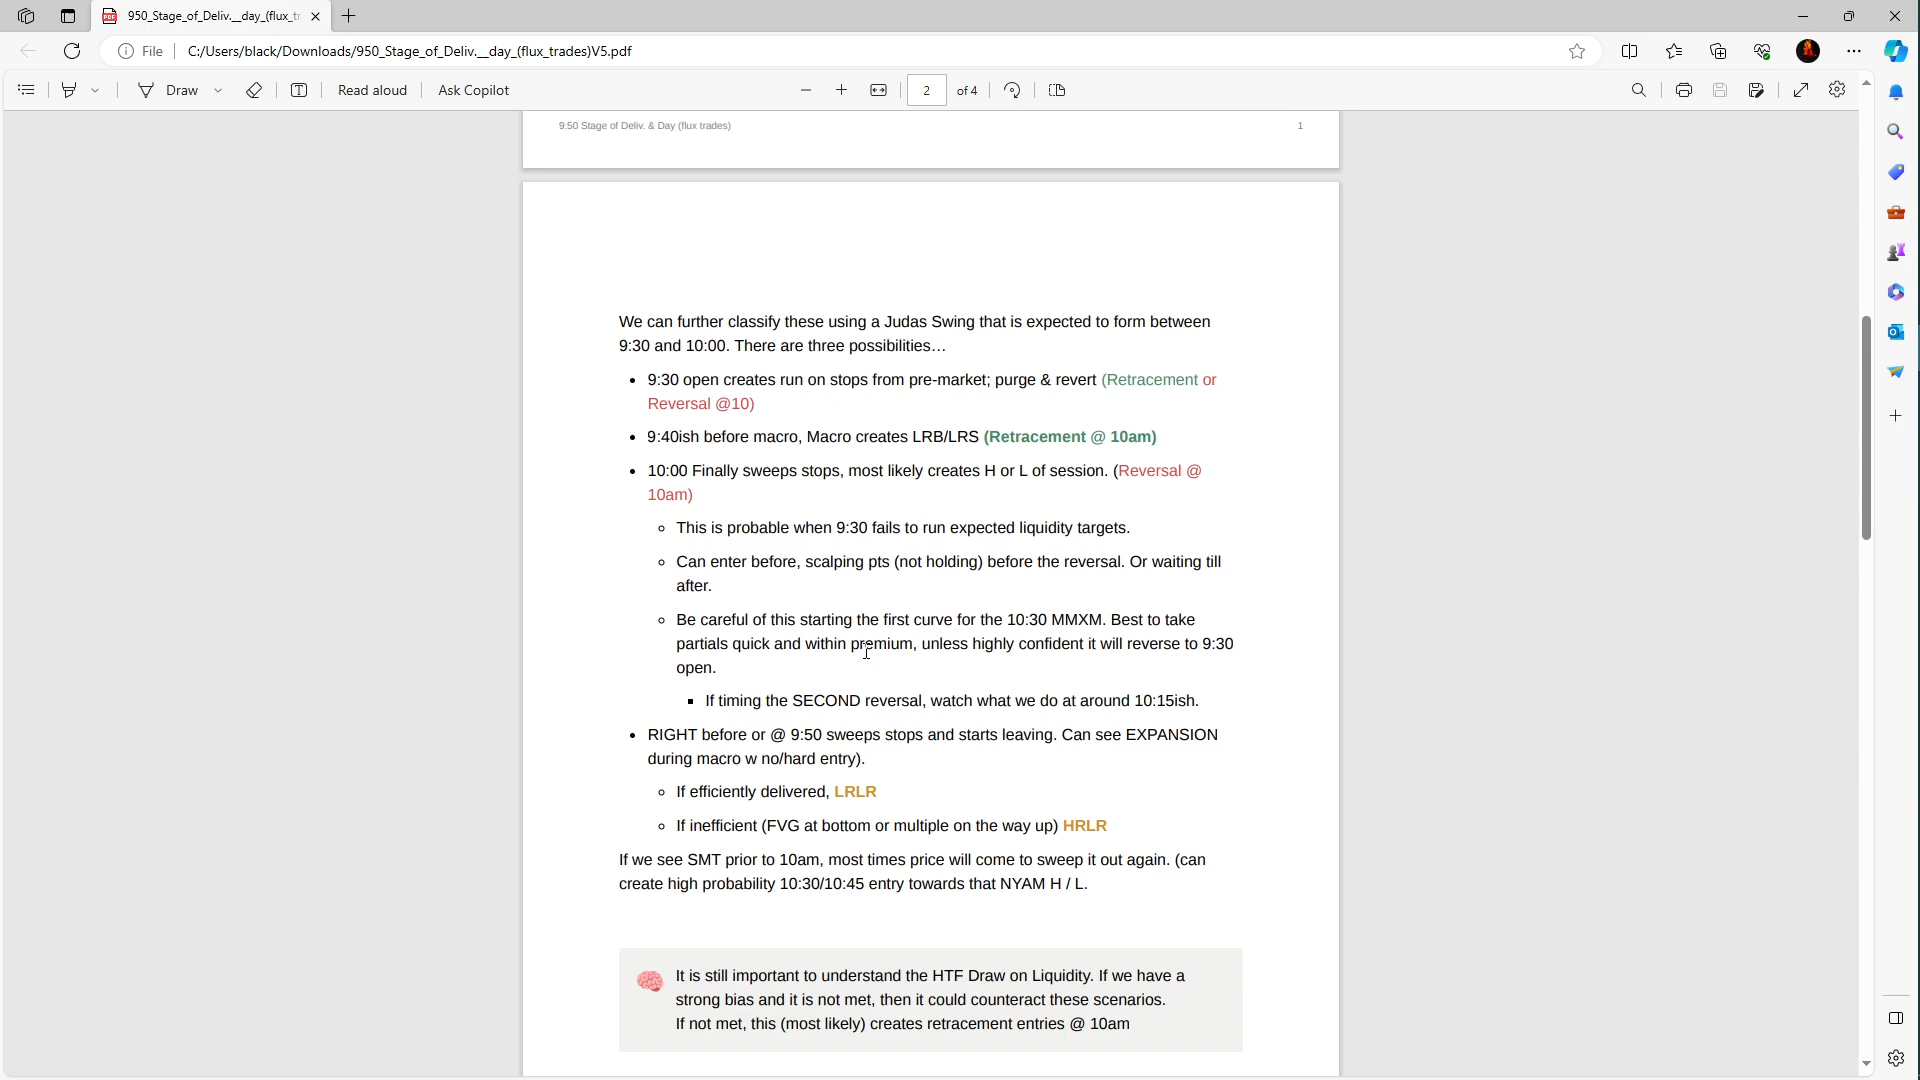 950_Stage_of_Deliv.__day_(flux_tr
File
C:/Users/black/Downloads/950_Stage_of_Deliv.__day_(flux_trades)V5.pdf
Draw
Read aloud
Ask Copilot
2
of 4
9:50 Stage of Deliv. & Day (flux trades)
1
We can further classify these using a Judas Swing that is expected to form between
9:30 and 10:00. There are three possibilities…
• 9:30 open creates run on stops from pre-market; purge & revert (Retracement or
Reversal @10)
• 9:40ish before macro, Macro creates LRB/LRS (Retracement @ 10am)
• 10:00 Finally sweeps stops, most likely creates H or L of session. (Reversal @
10am)
◦ This is probable when 9:30 fails to run expected liquidity targets.
◦ Can enter before, scalping pts (not holding) before the reversal. Or waiting till
after.
◦ Be careful of this starting the first curve for the 10:30 MMXM. Best to take
partials quick and within premium, unless highly confident it will reverse to 9:30
open.
▪ If timing the SECOND reversal, watch what we do at around 10:15ish.
• RIGHT before or @ 9:50 sweeps stops and starts leaving. Can see EXPANSION
during macro w no/hard entry).
◦ If efficiently delivered, LRLR
◦ If inefficient (FVG at bottom or multiple on the way up) HRLR
If we see SMT prior to 10am, most times price will come to sweep it out again. (can
create high probability 10:30/10:45 entry towards that NYAM H / L.
It is still important to understand the HTF Draw on Liquidity. If we have a
strong bias and it is not met, then it could counteract these scenarios.
If not met, this (most likely) creates retracement entries @ 10am